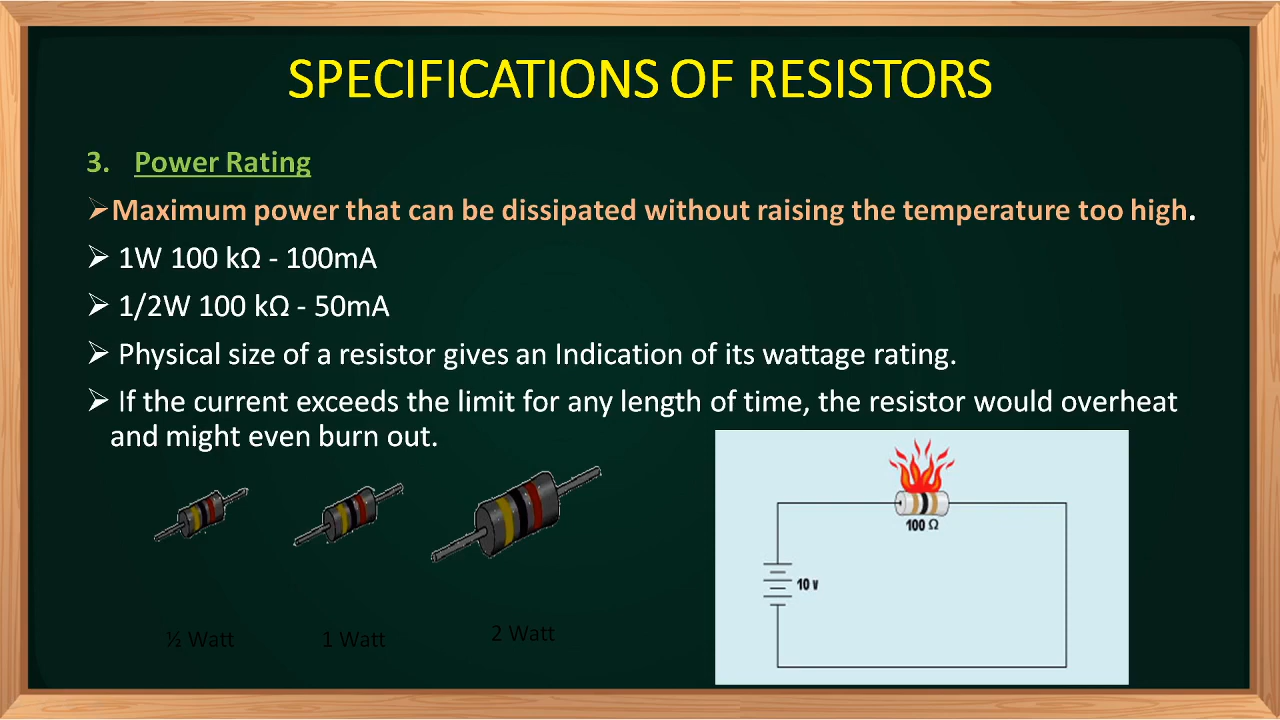 SPECIFICATIONS OF RESISTORS
3. Power Rating
➢Maximum power that can be dissipated without raising the temperature too high.
➢ 1W 100 kΩ - 100mA
➢ 1/2W 100 kΩ - 50mA
➢ Physical size of a resistor gives an Indication of its wattage rating.
➢ If the current exceeds the limit for any length of time, the resistor would overheat
and might even burn out.
100 Ω
10 v
½ Watt
1 Watt
2 Watt